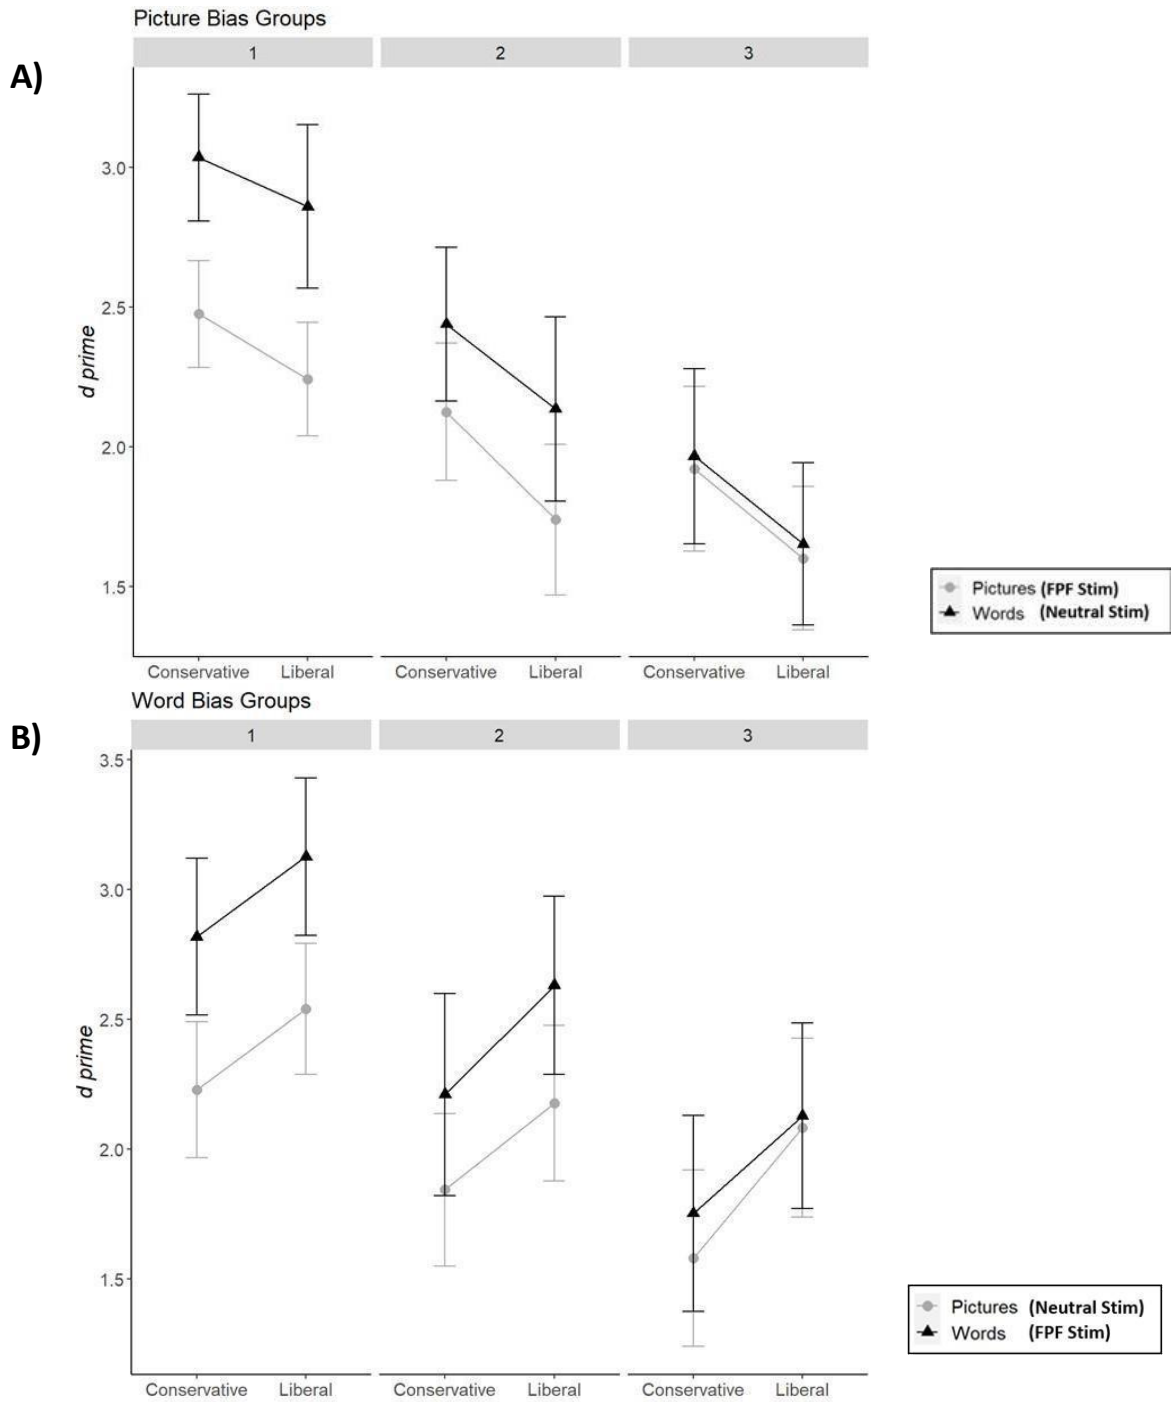 Picture Bias Groups
A)
1 2 3
3.0
2.5
2.0
1.5
d prime
Conservative Liberal Conservative Liberal Conservative Liberal
Pictures (FPF Stim)
Words (Neutral Stim)
Word Bias Groups
B)
1 2 3
3.5
3.0
2.5
2.0
1.5
d prime
Conservative Liberal Conservative Liberal Conservative Liberal
Pictures (Neutral Stim)
Words (FPF Stim)